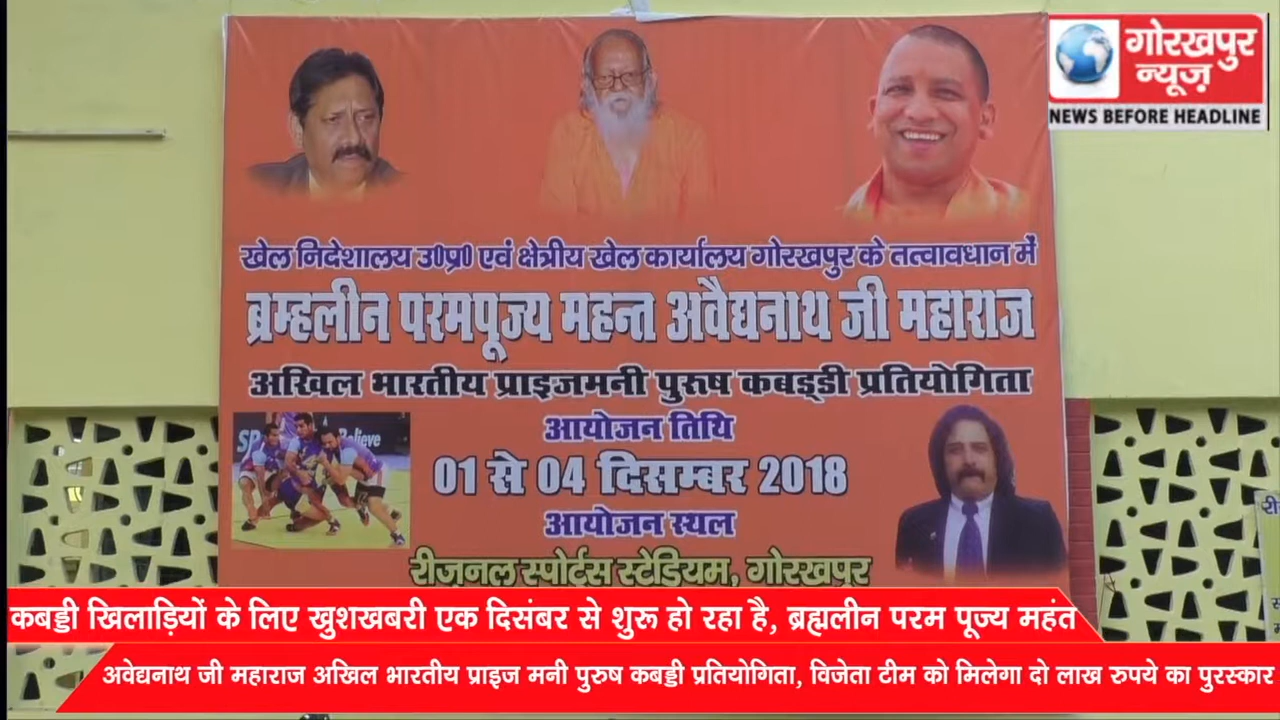 गोरखपुर
न्यूज़
NEWS BEFORE HEADLINE
खेल निदेशालय उ0प्र0 एवं क्षेत्रीय खेल कार्यालय गोरखपुर के तत्वावधान में
ब्रम्हलीन परमपूज्य महन्त अवैद्यनाथ जी महाराज
अखिल भारतीय प्राइजमनी पुरूष कबड्डी प्रतियोगिता
आयोजन तिथि
01 से 04 दिसम्बर 2018
आयोजन स्थल
रीजनल स्पोर्ट्स स्टेडियम, गोरखपुर
कबड्डी खिलाड़ियों के लिए खुशखबरी एक दिसंबर से शुरू हो रहा है, ब्रह्मलीन परम पूज्य महंत
अवेद्यनाथ जी महाराज अखिल भारतीय प्राइज मनी पुरुष कबड्डी प्रतियोगिता, विजेता टीम को मिलेगा दो लाख रुपये का पुरस्कार